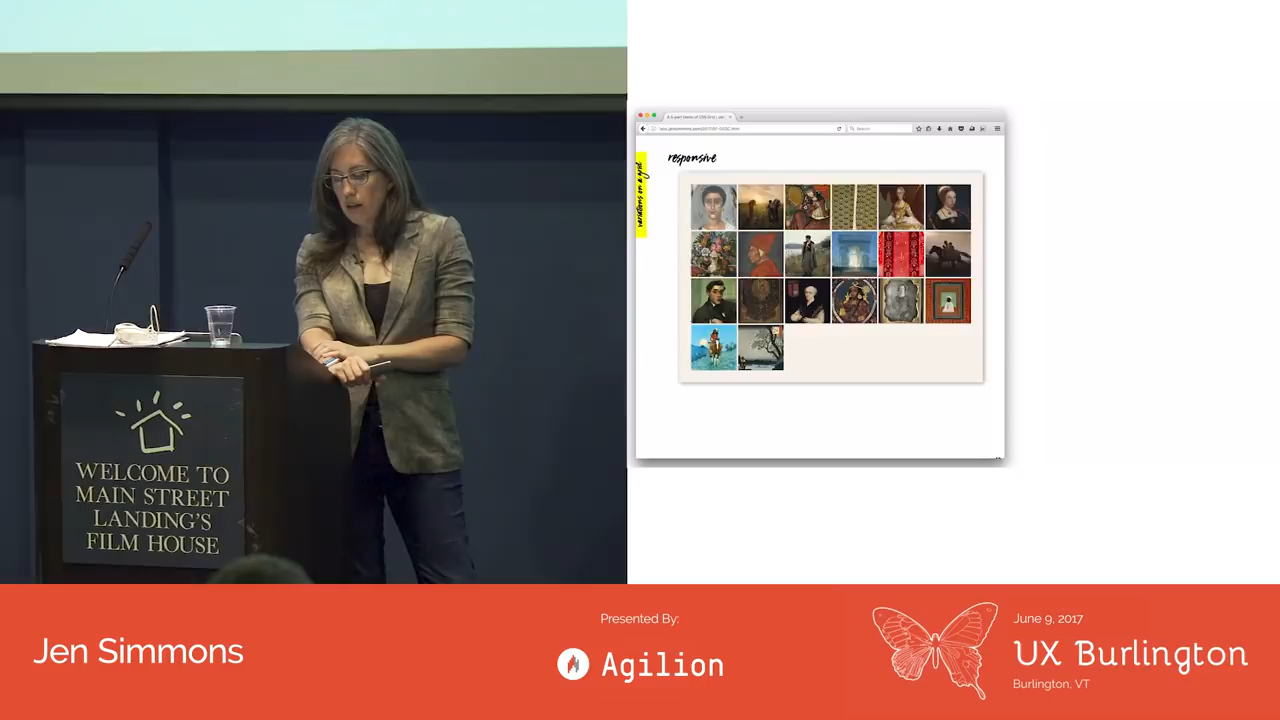 WELCOME TO
MAIN STREET
LANDING'S
FILM HOUSE
responsive
variations on a grid
Search
Jen Simmons
Presented By:
Agilion
June 9, 2017
UX Burlington
Burlington, VT